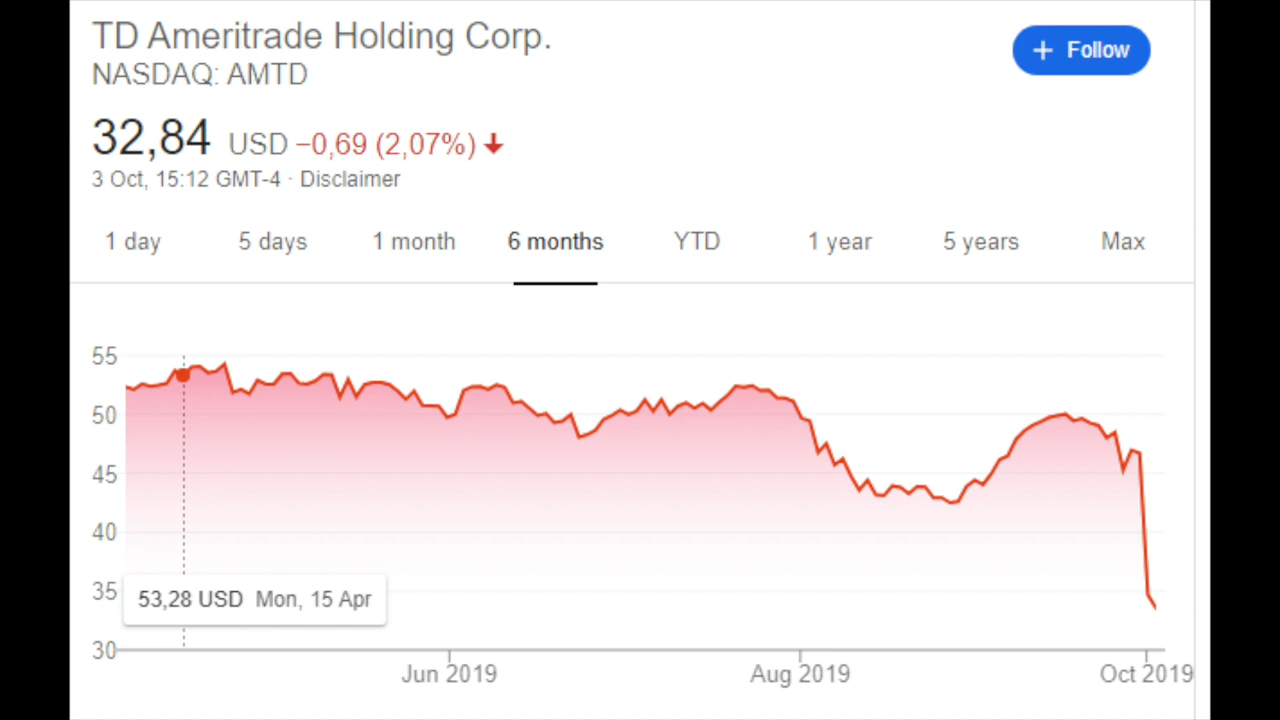 TD Ameritrade Holding Corp.
+ Follow
NASDAQ: AMTD
32,84 USD −0,69 (2,07%)
3 Oct, 15:12 GMT-4 · Disclaimer
1 day 5 days 1 month 6 months YTD 1 year 5 years Max
55
50
45
40
35
53,28 USD Mon, 15 Apr
30
Jun 2019 Aug 2019 Oct 2019